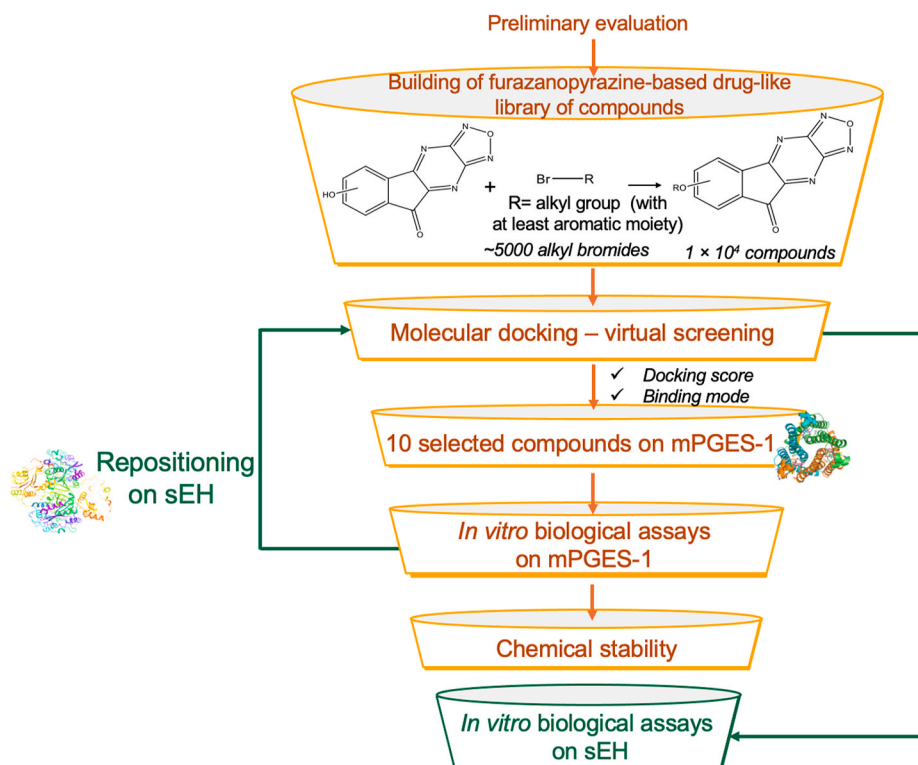 Preliminary evaluation
Building of furazanopyrazine-based drug-like
library of compounds
N
O
N
N
N
HO
O
+
Br
R
R= alkyl group (with
at least aromatic moiety)
~5000 alkyl bromides
N
O
N
N
N
RO
O
1 × 10⁴ compounds
Molecular docking – virtual screening
✓ Docking score
✓ Binding mode
10 selected compounds on mPGES-1
Repositioning
on sEH
In vitro biological assays
on mPGES-1
Chemical stability
In vitro biological assays
on sEH